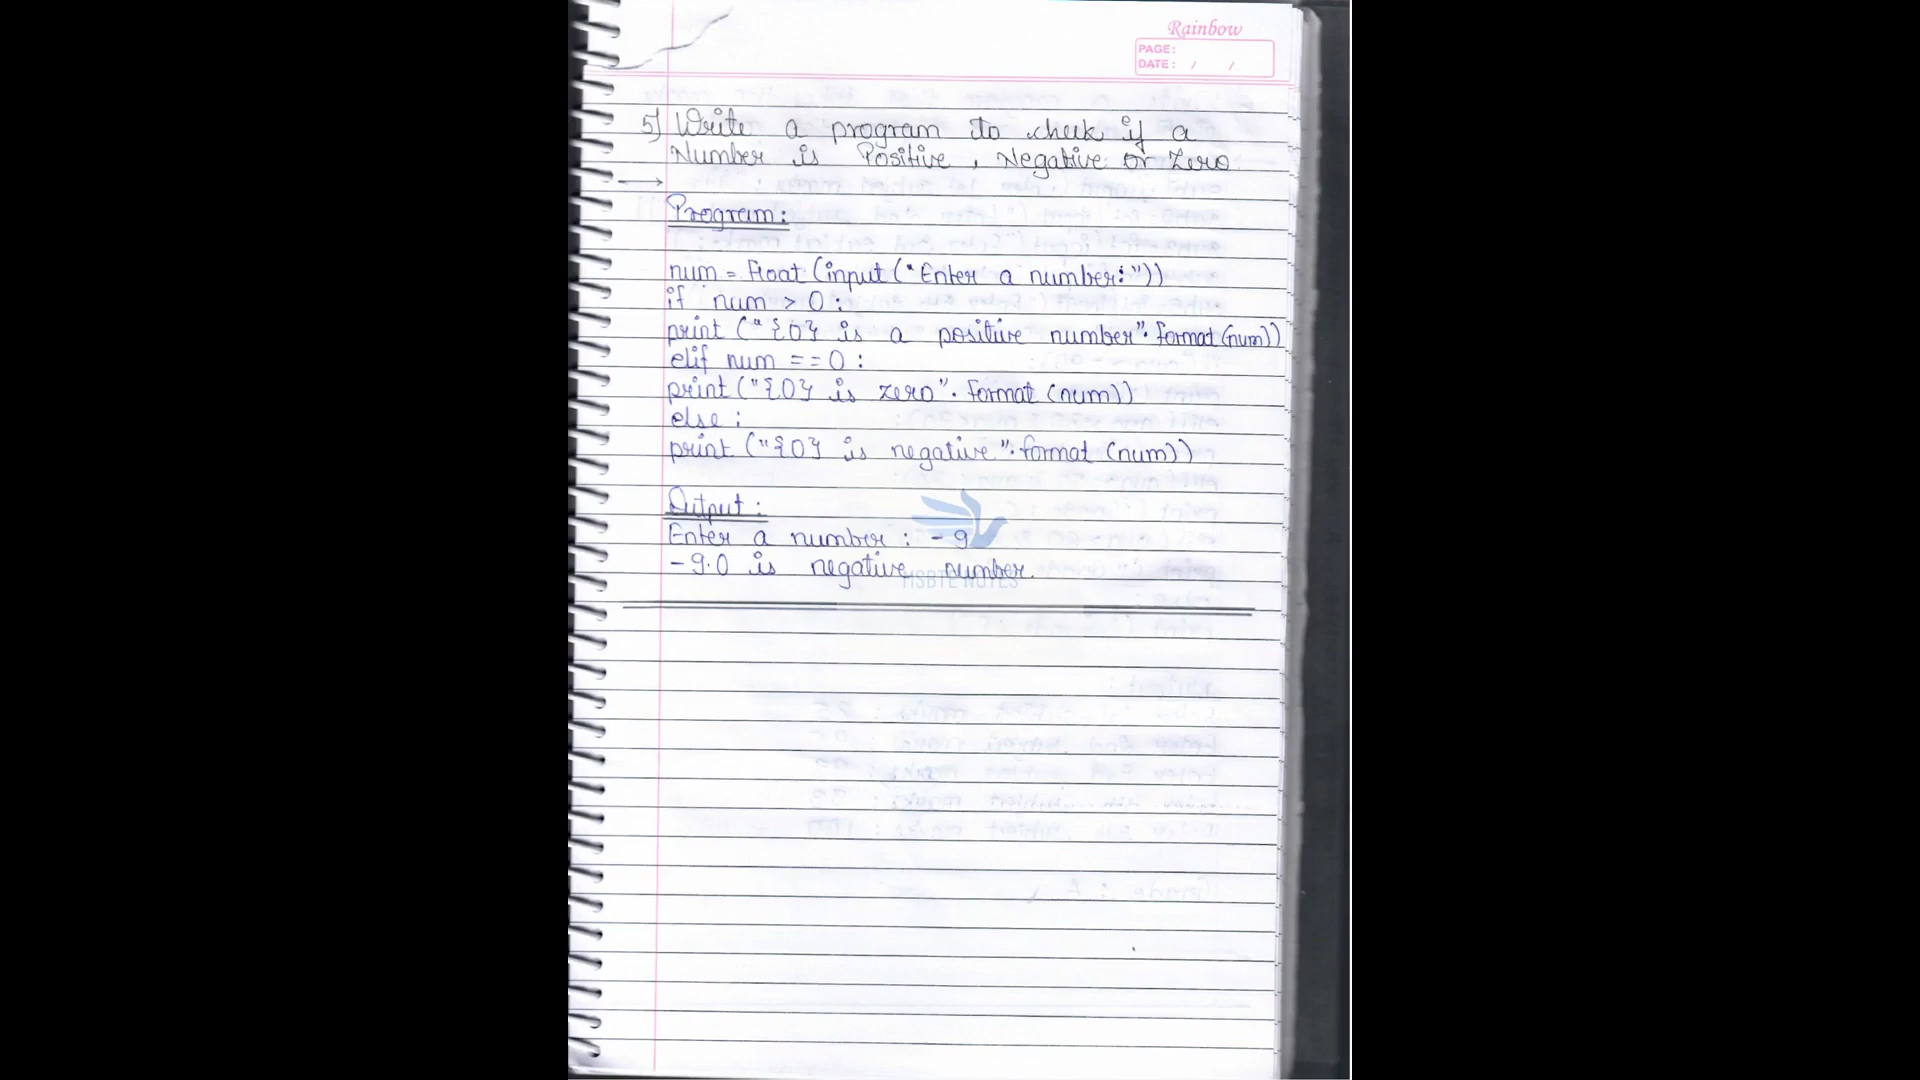 Rainbow
PAGE:
DATE: / /
5] Write a program to check if a
Number is Positive, Negative or Zero
→
Program:
num = float (input ("Enter a number:"))
if num > 0 :
print ("{0} is a positive number". format (num))
elif num == 0 :
print ("{0} is zero". format (num))
else :
print ("{0} is negative". format (num))
Output :
Enter a number : -9
-9.0 is negative number.
MSBTE NOTES